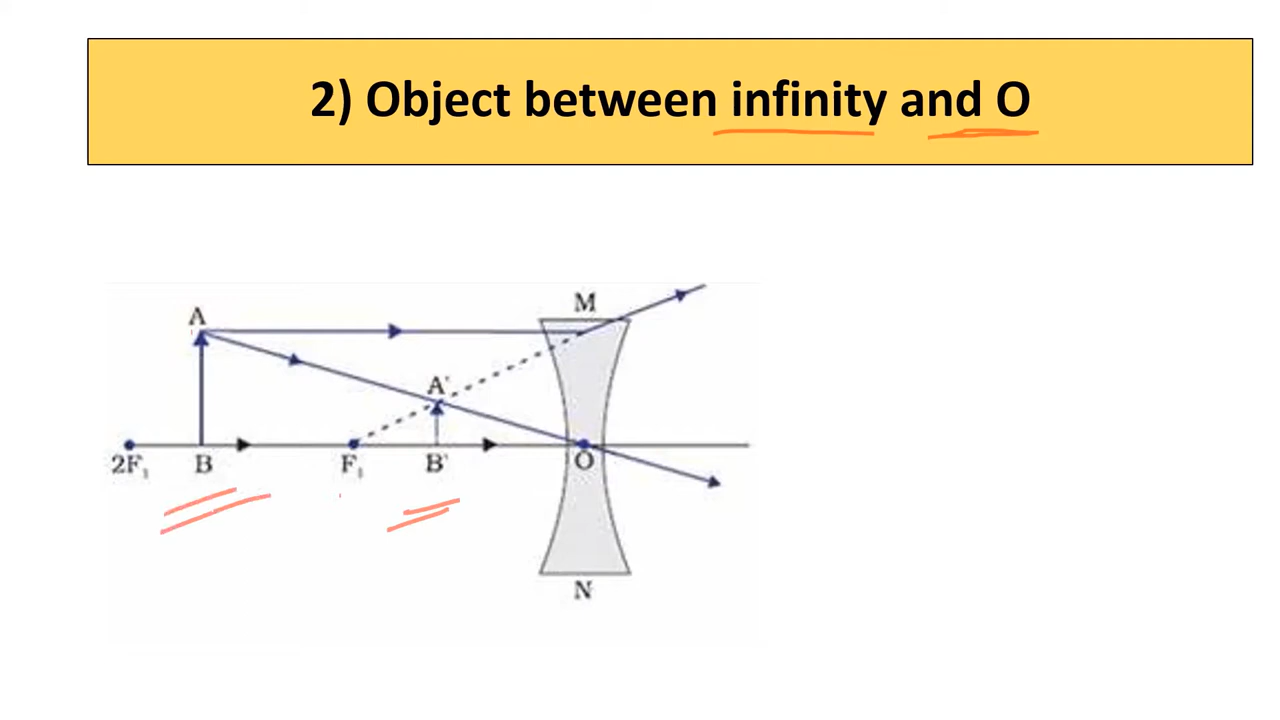 2) Object between infinity and O
M
A
A'
2F₁ B F₁ B' O
N